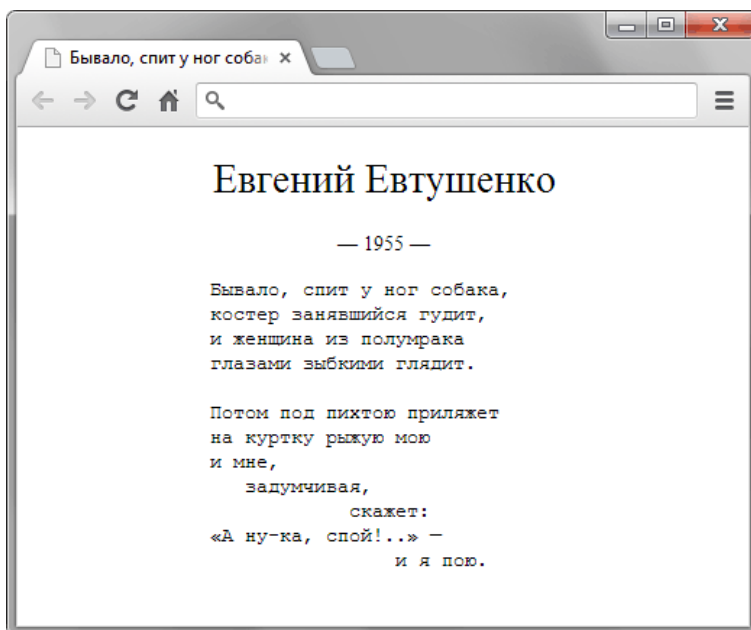 Бывало, спит у ног соба
Евгений Евтушенко
— 1955 —
Бывало, спит у ног собака,
костер занявшийся гудит,
и женщина из полумрака
глазами зыбкими глядит.
Потом под пихтою приляжет
на куртку рыжую мою
и мне,
задумчивая,
скажет:
«А ну-ка, спой!..» —
и я пою.